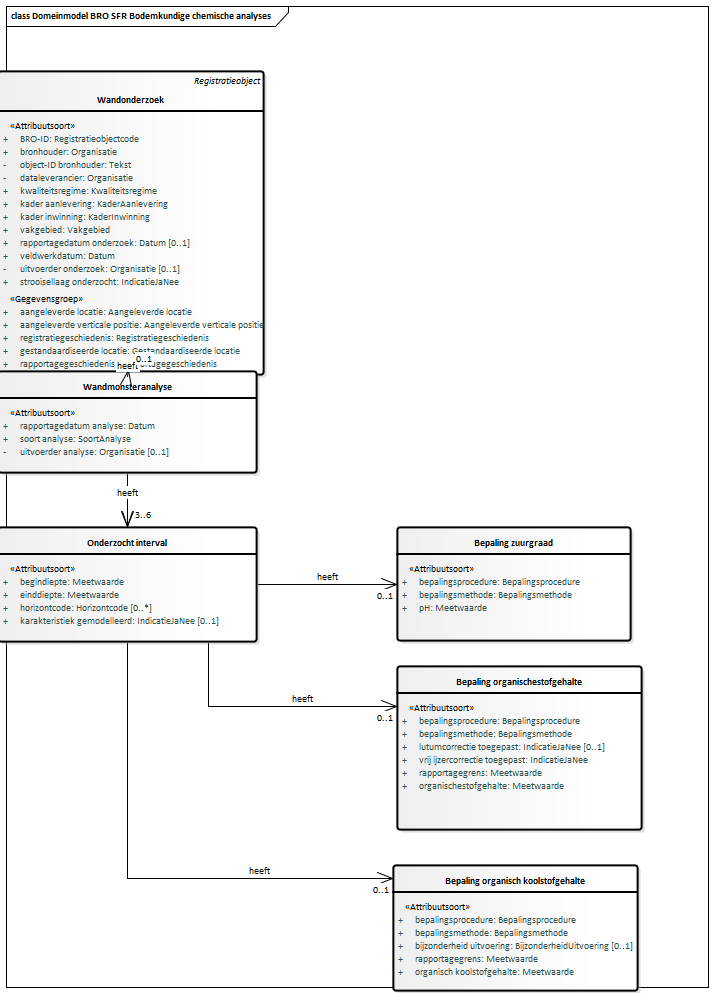 class Domeinmodel BRO SFR Bodemkundige chemische analyses
Registratieobject
Wandonderzoek
«Attribuutsoort»
+ BRO-ID: Registratieobjectcode
+ bronhouder: Organisatie
- object-ID bronhouder: Tekst
- dataleverancier: Organisatie
+ kwaliteitsregime: Kwaliteitsregime
+ kader aanlevering: KaderAanlevering
+ kader inwinning: KaderInwinning
+ vakgebied: Vakgebied
+ rapportagedatum onderzoek: Datum [0..1]
+ veldwerkdatum: Datum
- uitvoerder onderzoek: Organisatie [0..1]
+ strooisellaag onderzocht: IndicatieJaNee
«Gegevensgroep»
+ aangeleverde locatie: Aangeleverde locatie
+ aangeleverde verticale positie: Aangeleverde verticale positie
+ registratiegeschiedenis: Registratiegeschiedenis
+ gestandaardiseerde locatie: Gestandaardiseerde locatie
0..1
+ rapportagegeschiedenis
heeft
Wandmonsteranalyse
«Attribuutsoort»
+ rapportagedatum analyse: Datum
+ soort analyse: SoortAnalyse
- uitvoerder analyse: Organisatie [0..1]
heeft
3..6
Onderzocht interval
«Attribuutsoort»
+ begindiepte: Meetwaarde
+ einddiepte: Meetwaarde
+ horizontcode: Horizontcode [0..*]
+ karakteristiek gemodelleerd: IndicatieJaNee [0..1]
heeft
0..1
Bepaling zuurgraad
«Attribuutsoort»
+ bepalingsprocedure: Bepalingsprocedure
+ bepalingsmethode: Bepalingsmethode
+ pH: Meetwaarde
heeft
0..1
Bepaling organischestofgehalte
«Attribuutsoort»
+ bepalingsprocedure: Bepalingsprocedure
+ bepalingsmethode: Bepalingsmethode
+ lutumcorrectie toegepast: IndicatieJaNee [0..1]
+ vrij ijzercorrectie toegepast: IndicatieJaNee
+ rapportagegrens: Meetwaarde
+ organischestofgehalte: Meetwaarde
heeft
0..1
Bepaling organisch koolstofgehalte
«Attribuutsoort»
+ bepalingsprocedure: Bepalingsprocedure
+ bepalingsmethode: Bepalingsmethode
+ bijzonderheid uitvoering: BijzonderheidUitvoering [0..1]
+ rapportagegrens: Meetwaarde
+ organisch koolstofgehalte: Meetwaarde